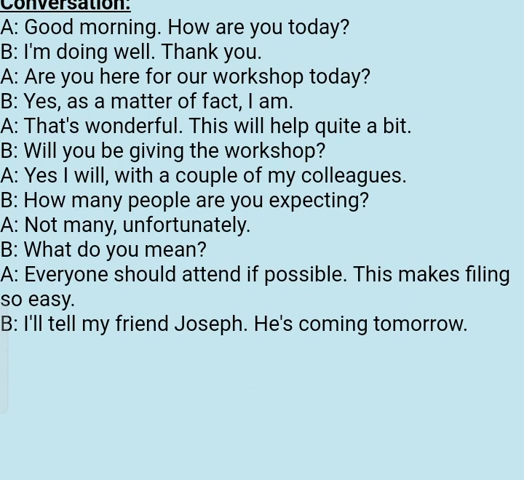 Conversation:
A: Good morning. How are you today?
B: I'm doing well. Thank you.
A: Are you here for our workshop today?
B: Yes, as a matter of fact, I am.
A: That's wonderful. This will help quite a bit.
B: Will you be giving the workshop?
A: Yes I will, with a couple of my colleagues.
B: How many people are you expecting?
A: Not many, unfortunately.
B: What do you mean?
A: Everyone should attend if possible. This makes filing
so easy.
B: I'll tell my friend Joseph. He's coming tomorrow.